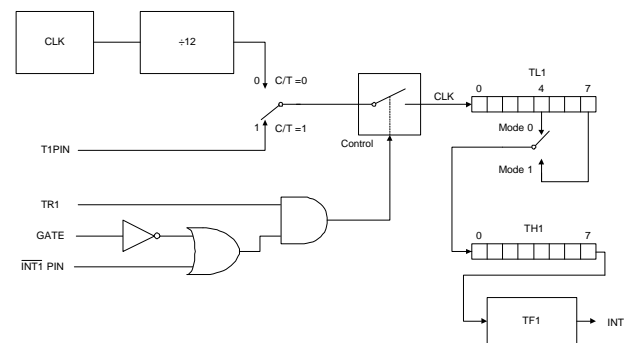 CLK
÷12
TL1
0 C/T =0
0 4 7
CLK
1 C/T =1
Mode 0
Control
T1PIN
Mode 1
TR1
GATE
TH1
0 7
INT1 PIN
TF1
INT